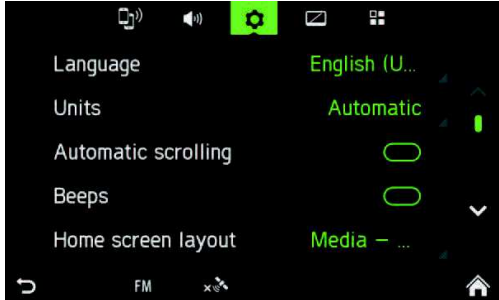 Language English (U...
Units Automatic
Automatic scrolling
Beeps
Home screen layout Media – ...
FM